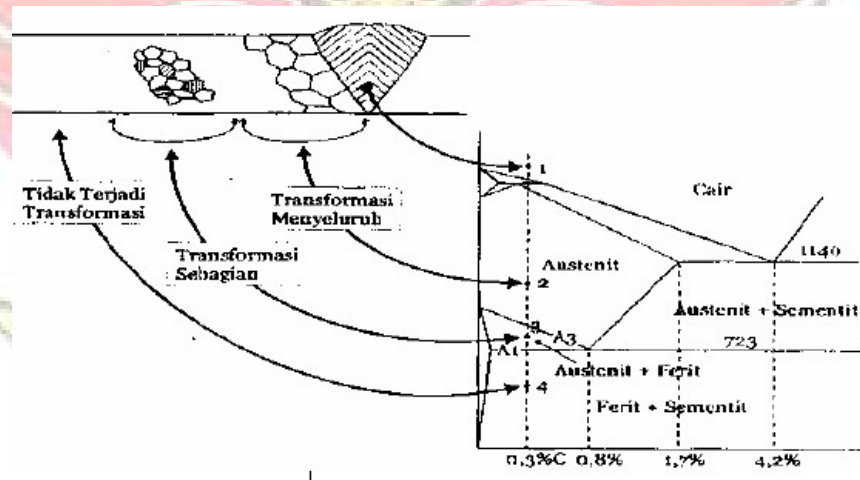 Tidak Terjadi
Transformasi
Transformasi
Menyeluruh
Transformasi
Sebagian
1
Cair
1140
Austenit
2
Austenit + Sementit
3
A3
723
A1
Austenit + Ferit
4
Ferit + Sementit
0,3%C 0,8% 1,7% 4,2%